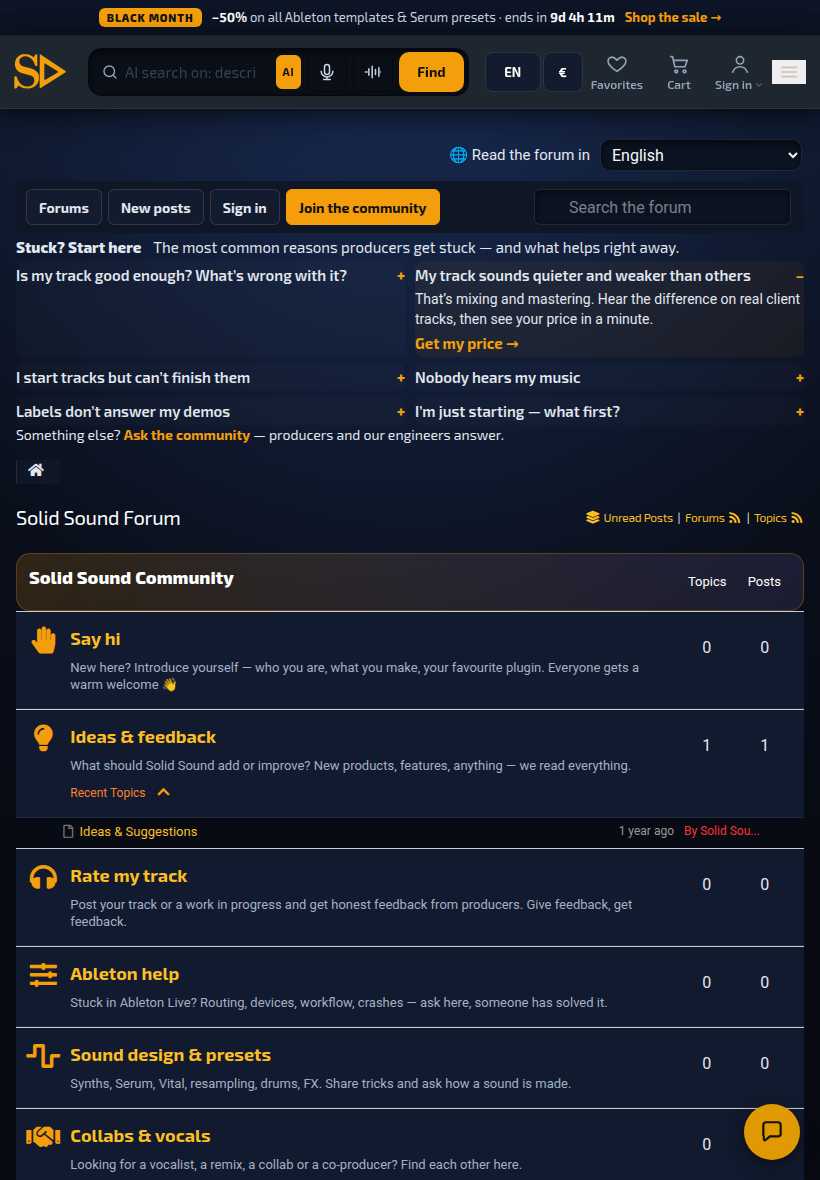 BLACK MONTH −50% on all Ableton templates & Serum presets · ends in 9d 4h 11m Shop the sale →
AI search on: descri AI Find EN € Favorites Cart Sign in
🌐 Read the forum in English
Forums New posts Sign in Join the community Search the forum
Stuck? Start here The most common reasons producers get stuck — and what helps right away.
Is my track good enough? What's wrong with it? + My track sounds quieter and weaker than others −
That's mixing and mastering. Hear the difference on real client
tracks, then see your price in a minute.
Get my price →
I start tracks but can't finish them + Nobody hears my music +
Labels don't answer my demos + I'm just starting — what first? +
Something else? Ask the community — producers and our engineers answer.
Solid Sound Forum Unread Posts | Forums | Topics
Solid Sound Community Topics Posts
Say hi 0 0
New here? Introduce yourself — who you are, what you make, your favourite plugin. Everyone gets a
warm welcome 👋
Ideas & feedback 1 1
What should Solid Sound add or improve? New products, features, anything — we read everything.
Recent Topics
Ideas & Suggestions 1 year ago By Solid Sou...
Rate my track 0 0
Post your track or a work in progress and get honest feedback from producers. Give feedback, get
feedback.
Ableton help 0 0
Stuck in Ableton Live? Routing, devices, workflow, crashes — ask here, someone has solved it.
Sound design & presets 0 0
Synths, Serum, Vital, resampling, drums, FX. Share tricks and ask how a sound is made.
Collabs & vocals 0
Looking for a vocalist, a remix, a collab or a co-producer? Find each other here.